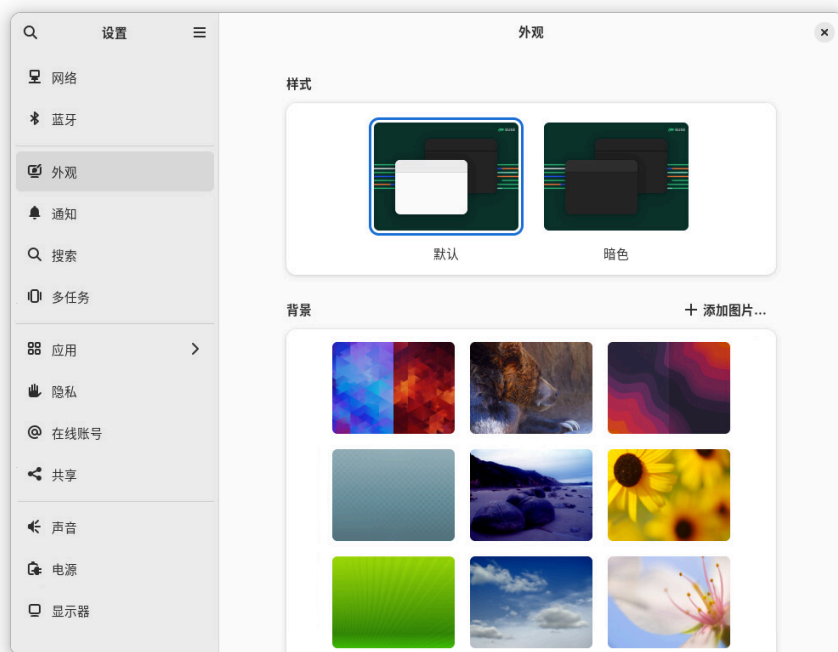 设置
外观
网络
蓝牙
外观
通知
搜索
多任务
应用
隐私
在线账号
共享
声音
电源
显示器
样式
默认
暗色
背景
添加图片...